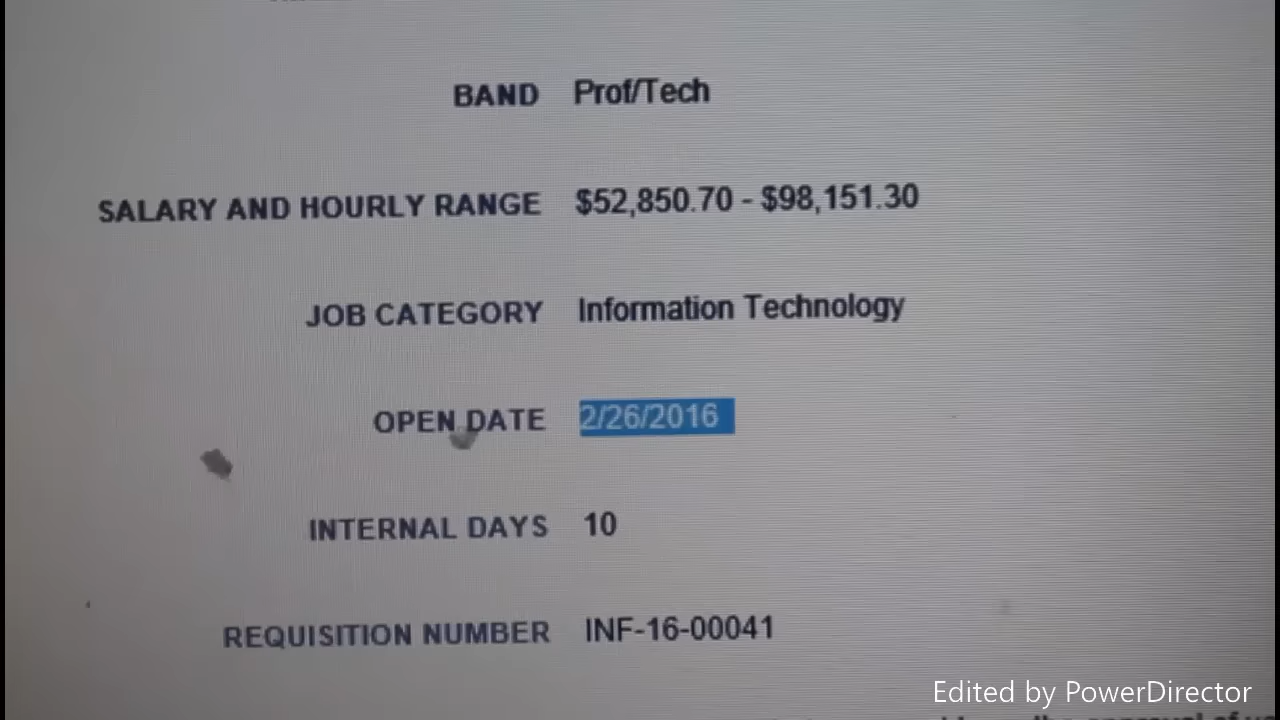 BAND Prof/Tech
SALARY AND HOURLY RANGE $52,850.70 - $98,151.30
JOB CATEGORY Information Technology
OPEN DATE 2/26/2016
INTERNAL DAYS 10
REQUISITION NUMBER INF-16-00041
Edited by PowerDirector